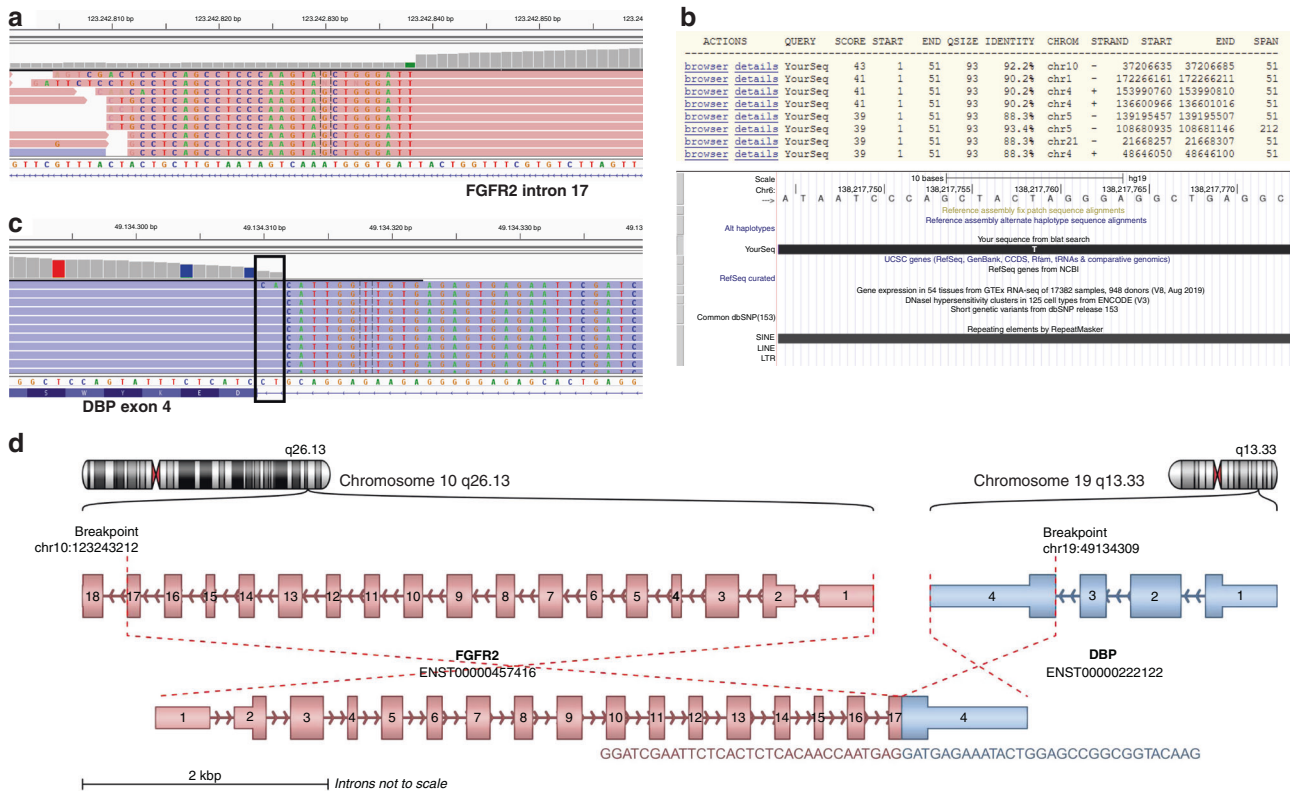 a
123.242.810 bp 123.242.820 bp 123.242.830 bp 123.242.840 bp 123.242.850 bp
GTTCGTTTACTACTGCTTGTAATAGTCAAATGGGTGATTACTGGTTTCGTGTCTTAGTT
FGFR2 intron 17
b
ACTIONS QUERY SCORE START END QSIZE IDENTITY CHROM STRAND START END SPAN
browser details YourSeq 43 1 51 93 92.2% chr10 - 37206635 37206685 51
browser details YourSeq 41 1 51 93 90.2% chr1 - 172266161 172266211 51
browser details YourSeq 41 1 51 93 90.2% chr4 + 153990760 153990810 51
browser details YourSeq 41 1 51 93 90.2% chr4 + 136600966 136601016 51
browser details YourSeq 39 1 51 93 88.3% chr5 - 139195457 139195507 51
browser details YourSeq 39 1 51 93 93.4% chr5 - 108680935 108681146 212
browser details YourSeq 39 1 51 93 88.3% chr21 - 21668257 21668307 51
browser details YourSeq 39 1 51 93 88.3% chr4 + 48646050 48646100 51
Scale 10 bases hg19
Chr6: 138,217,750 138,217,755 138,217,760 138,217,765 138,217,770
---> A T A A T C C C A G C T A C T A G G G A G G C T G A G G C
Reference assembly fix patch sequence alignments
Reference assembly alternate haplotype sequence alignments
Alt haplotypes
Your sequence from blat search
YourSeq T
UCSC genes (RefSeq, GenBank, CCDS, Rfam, tRNAs & comparative genomics)
RefSeq genes from NCBI
RefSeq curated
Gene expression in 54 tissues from GTEx RNA-seq of 17382 samples, 948 donors (V8, Aug 2019)
DNaseI hypersensitivity clusters in 125 cell types from ENCODE (V3)
Short genetic variants from dbSNP release 153
Common dbSNP(153)
Repeating elements by RepeatMasker
SINE
LINE
LTR
c
49.134.300 49.134.310 49.134.320 49.134.330
CACATTGGTTGTGAGAGTGAGAATTCGATC
GGCTCCAGTATTTCTCATCCTGCAGGAGAAGAGGGGGAGAGCACTGAGG
S W Y K E D
DBP exon 4
d
q26.13
Chromosome 10 q26.13
q13.33
Chromosome 19 q13.33
Breakpoint
chr10:123243212
Breakpoint
chr19:49134309
18 17 16 15 14 13 12 11 10 9 8 7 6 5 4 3 2 1
4 3 2 1
FGFR2
ENST00000457416
DBP
ENST00000222122
1 2 3 4 5 6 7 8 9 10 11 12 13 14 15 16 17 4
GGATCGAATTCTCACTCTCACAACCAATGAGGATGAGAAATACTGGAGCCGGCGGTACAAG
2 kbp
Introns not to scale